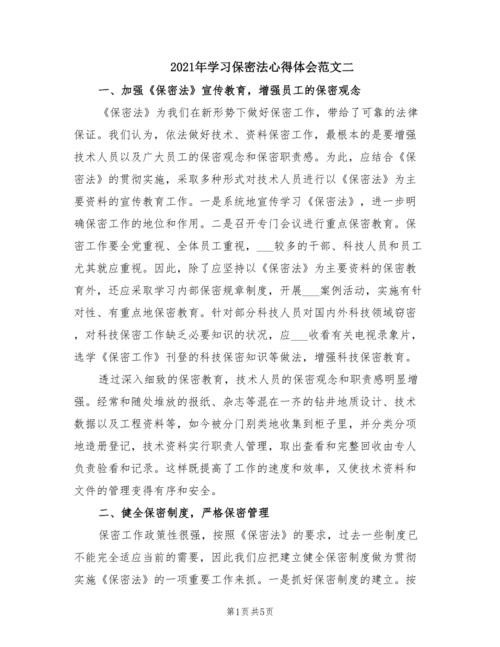 2021年学习保密法心得体会范文二
一、加强《保密法》宣传教育，增强员工的保密观念
《保密法》为我们在新形势下做好保密工作，带给了可靠的法律
保证。我们认为，依法做好技术、资料保密工作，最根本的是要增强
技术人员以及广大员工的保密观念和保密职责感。为此，应结合《保
密法》的贯彻实施，采取多种形式对技术人员进行以《保密法》为主
要资料的宣传教育工作。一是系统地宣传学习《保密法》，进一步明
确保密工作的地位和作用。二是召开专门会议进行重点保密教育。保
密工作要全党重视、全体员工重视，___较多的干部、科技人员和员工
尤其就应重视。因此，除了应坚持以《保密法》为主要资料的保密教
育外，还应采取学习内部保密规章制度，开展___案例活动，实施有针
对性、有重点地保密教育。针对部分科技人员对国内外科技领域窃密
，对科技保密工作缺乏必要知识的状况，应___收看有关电视录象片，
选学《保密工作》刊登的科技保密知识等做法，增强科技保密教育。
透过深入细致的保密教育，技术人员的保密观念和职责感明显增
强。经常和随处堆放的报纸、杂志等混在一齐的钻井地质设计、技术
数据以及工程资料等，如今被分门别类地收集到柜子里，并分类分项
地造册登记，技术资料实行职责人管理，取出查看和完整回收由专人
负责验看和记录。这样既提高了工作的速度和效率，又使技术资料和
文件的管理变得有序和安全。
二、健全保密制度，严格保密管理
保密工作政策性很强，按照《保密法》的要求，过去一些制度已
不能完全适应当前的需要，因此我们应把建立健全保密制度做为贯彻
实施《保密法》的一项重要工作来抓。一是抓好保密制度的建立。按
第1页共5页